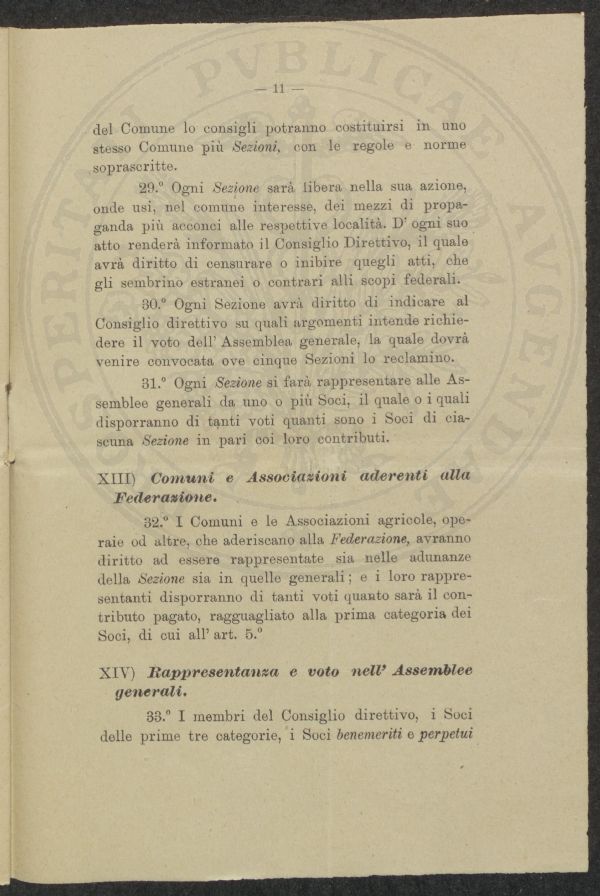 — 11 —
del Comune lo consigli potranno costituirsi in uno
stesso Comune più Sezioni, con le regole e norme
soprascritte.
29.° Ogni Sezione sarà libera nella sua azione,
onde usi, nel comune interesse, dei mezzi di propa-
ganda più acconci alle respettive località. D' ogni suo
atto renderà informato il Consiglio Direttivo, il quale
avrà diritto di censurare o inibire quegli atti, che
gli sembrino estranei o contrari alli scopi federali.
30.° Ogni Sezione avrà diritto di indicare al
Consiglio direttivo su quali argomenti intende richie-
dere il voto dell' Assemblea generale, la quale dovrà
venire convocata ove cinque Sezioni lo reclamino.
31.° Ogni Sezione si farà rappresentare alle As-
semblee generali da uno o più Soci, il quale o i quali
disporranno di tanti voti quanti sono i Soci di cia-
scuna Sezione in pari coi loro contributi.
XIII) Comuni e Associazioni aderenti alla
Federazione.
32.° I Comuni e le Associazioni agricole, ope-
raie od altre, che aderiscano alla Federazione, avranno
diritto ad essere rappresentate sia nelle adunanze
della Sezione sia in quelle generali; e i loro rappre-
sentanti disporranno di tanti voti quanto sarà il con-
tributo pagato, ragguagliato alla prima categoria dei
Soci, di cui all' art. 5.°
XIV) Rappresentanza e voto nell' Assemblee
generali.
33.° I membri del Consiglio direttivo, i Soci
delle prime tre categorie, i Soci benemeriti e perpetui
PERITAT PVBLICAE AVGENDAE